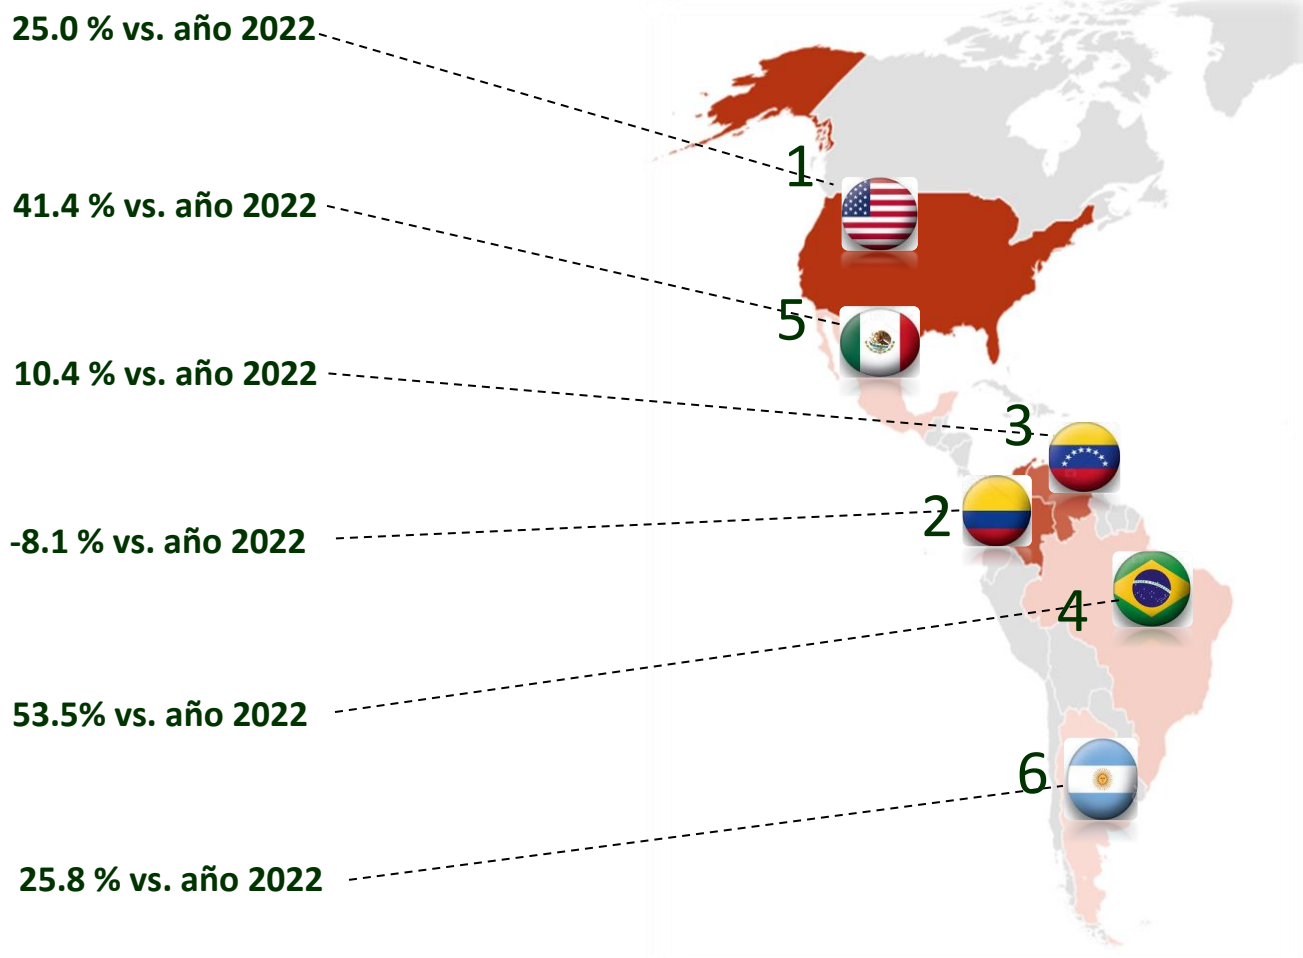 25.0 % vs. año 2022
1
41.4 % vs. año 2022
5
10.4 % vs. año 2022
3
-8.1 % vs. año 2022
2
53.5% vs. año 2022
4
25.8 % vs. año 2022
6